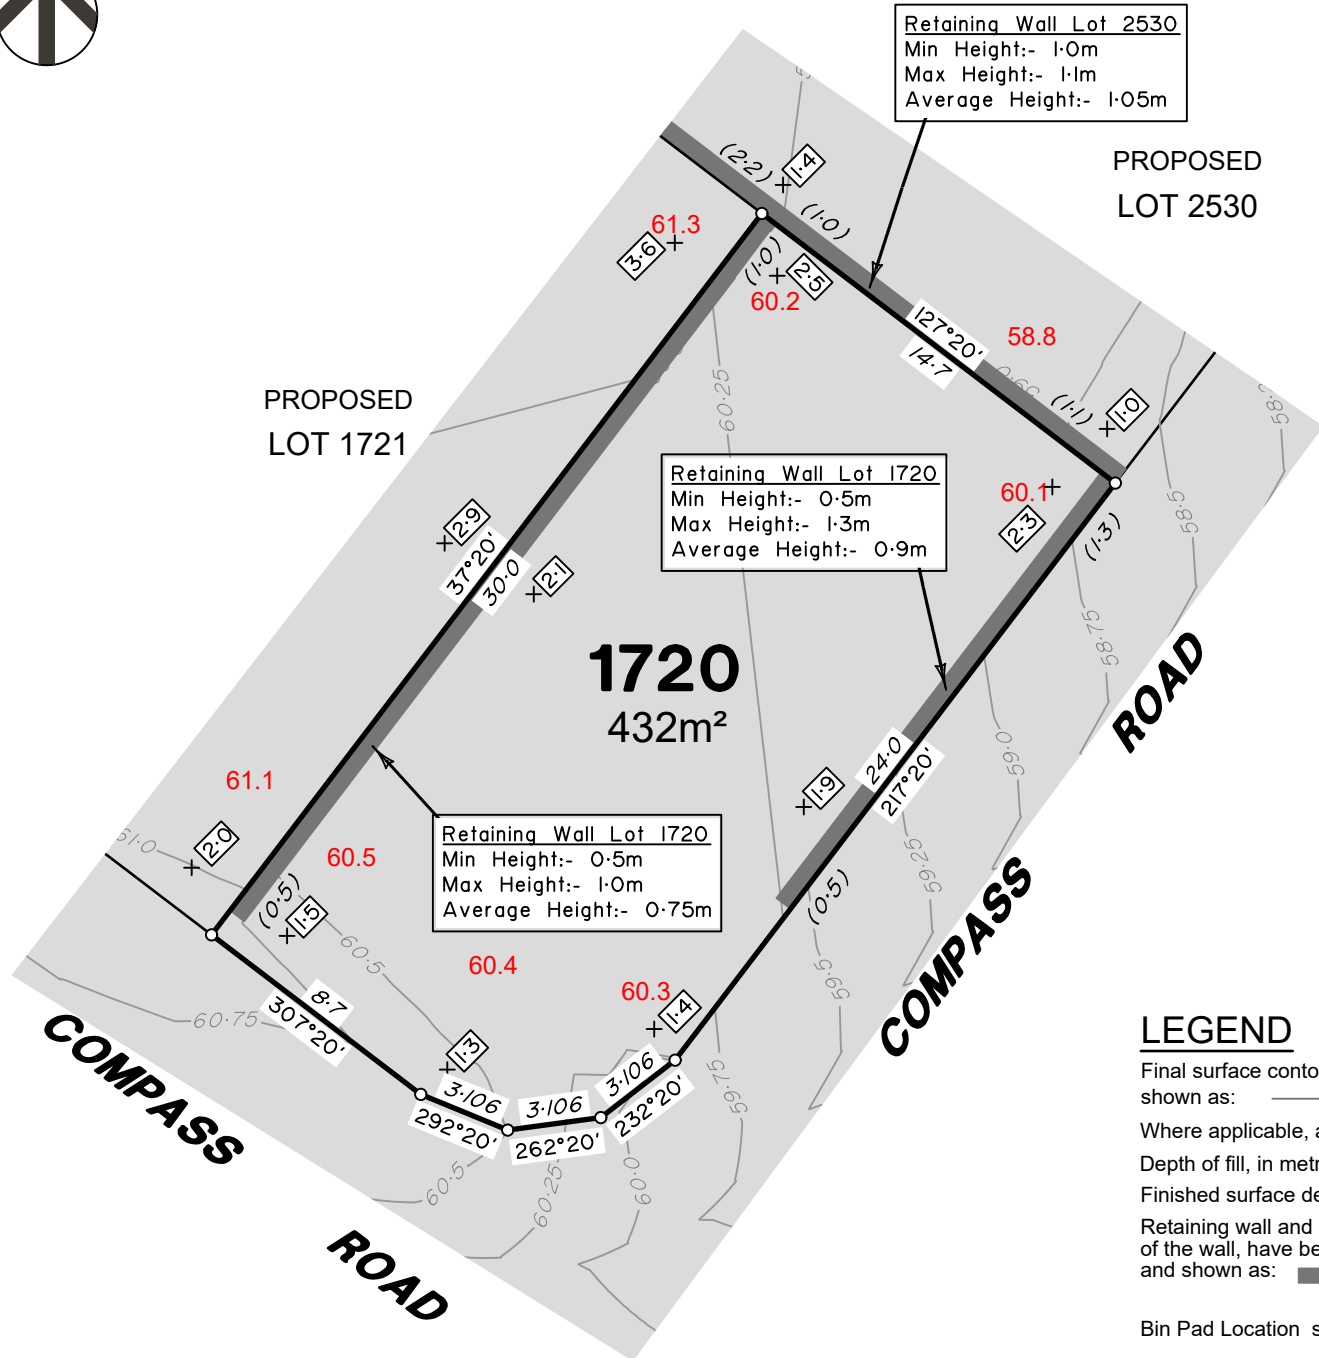 Retaining Wall Lot 2530
Min Height:- 1·0m
Max Height:- 1·1m
Average Height:- 1·05m
PROPOSED
LOT 2530
(2·2)
1·4
(1·0)
61.3
3·6
(1·0)
2·5
60.2
127°20'
14·7
58.8
59·0
(1·1)
1·0
58·5
60·25
PROPOSED
LOT 1721
Retaining Wall Lot 1720
Min Height:- 0·5m
Max Height:- 1·3m
Average Height:- 0·9m
60.1
2·3
(1·3)
2·9
37°20'
30·0
2·1
58·75
1720
432m²
ROAD
59·0
24·0
217°20'
1·9
61.1
2·0
61·0
60.5
Retaining Wall Lot 1720
Min Height:- 0·5m
Max Height:- 1·0m
Average Height:- 0·75m
59·25
COMPASS
(0·5)
(0·5)
1·5
60·5
60.4
60.3
59·5
1·4
8·7
307°20'
60·75
COMPASS
1·3
3·106
292°20'
3·106
262°20'
3·106
232°20'
59·75
60·5
60·25
60·0
ROAD
LEGEND
Final surface conto
shown as:
Where applicable, a
Depth of fill, in metr
Finished surface de
Retaining wall and
of the wall, have be
and shown as:
Bin Pad Location s